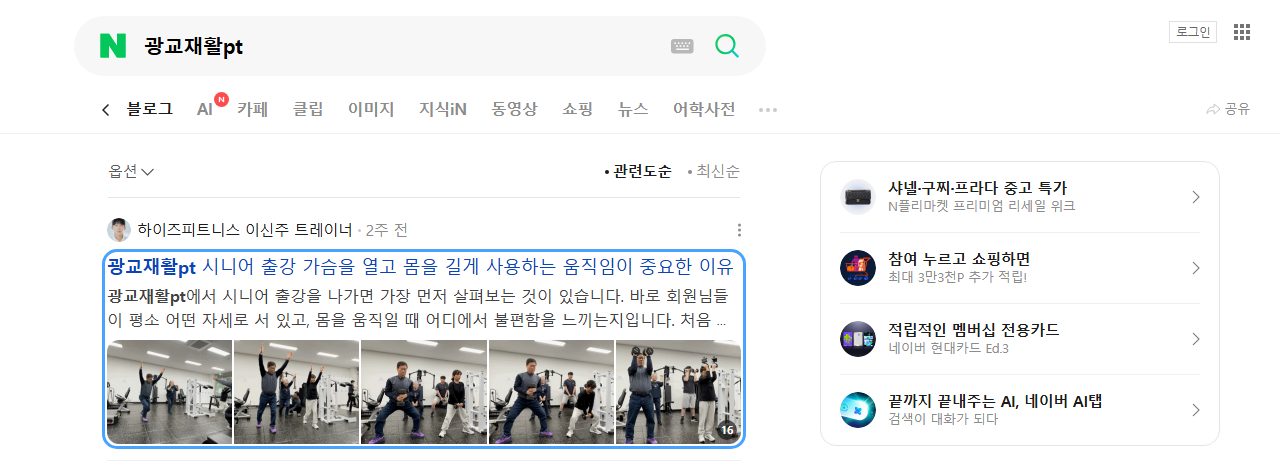 N 광교재활pt
로그인
블로그 AI N 카페 클립 이미지 지식iN 동영상 쇼핑 뉴스 어학사전
공유
옵션
• 관련도순 • 최신순
하이즈피트니스 이신주 트레이너 · 2주 전
광교재활pt 시니어 출강 가슴을 열고 몸을 길게 사용하는 움직임이 중요한 이유
광교재활pt에서 시니어 출강을 나가면 가장 먼저 살펴보는 것이 있습니다. 바로 회원님들
이 평소 어떤 자세로 서 있고, 몸을 움직일 때 어디에서 불편함을 느끼는지입니다. 처음 ...
16
샤넬·구찌·프라다 중고 특가
N플리마켓 프리미엄 리세일 위크
참여 누르고 쇼핑하면
최대 3만3천P 추가 적립!
적립적인 멤버십 전용카드
네이버 현대카드 Ed.3
끝까지 끝내주는 AI, 네이버 AI탭
검색이 대화가 되다